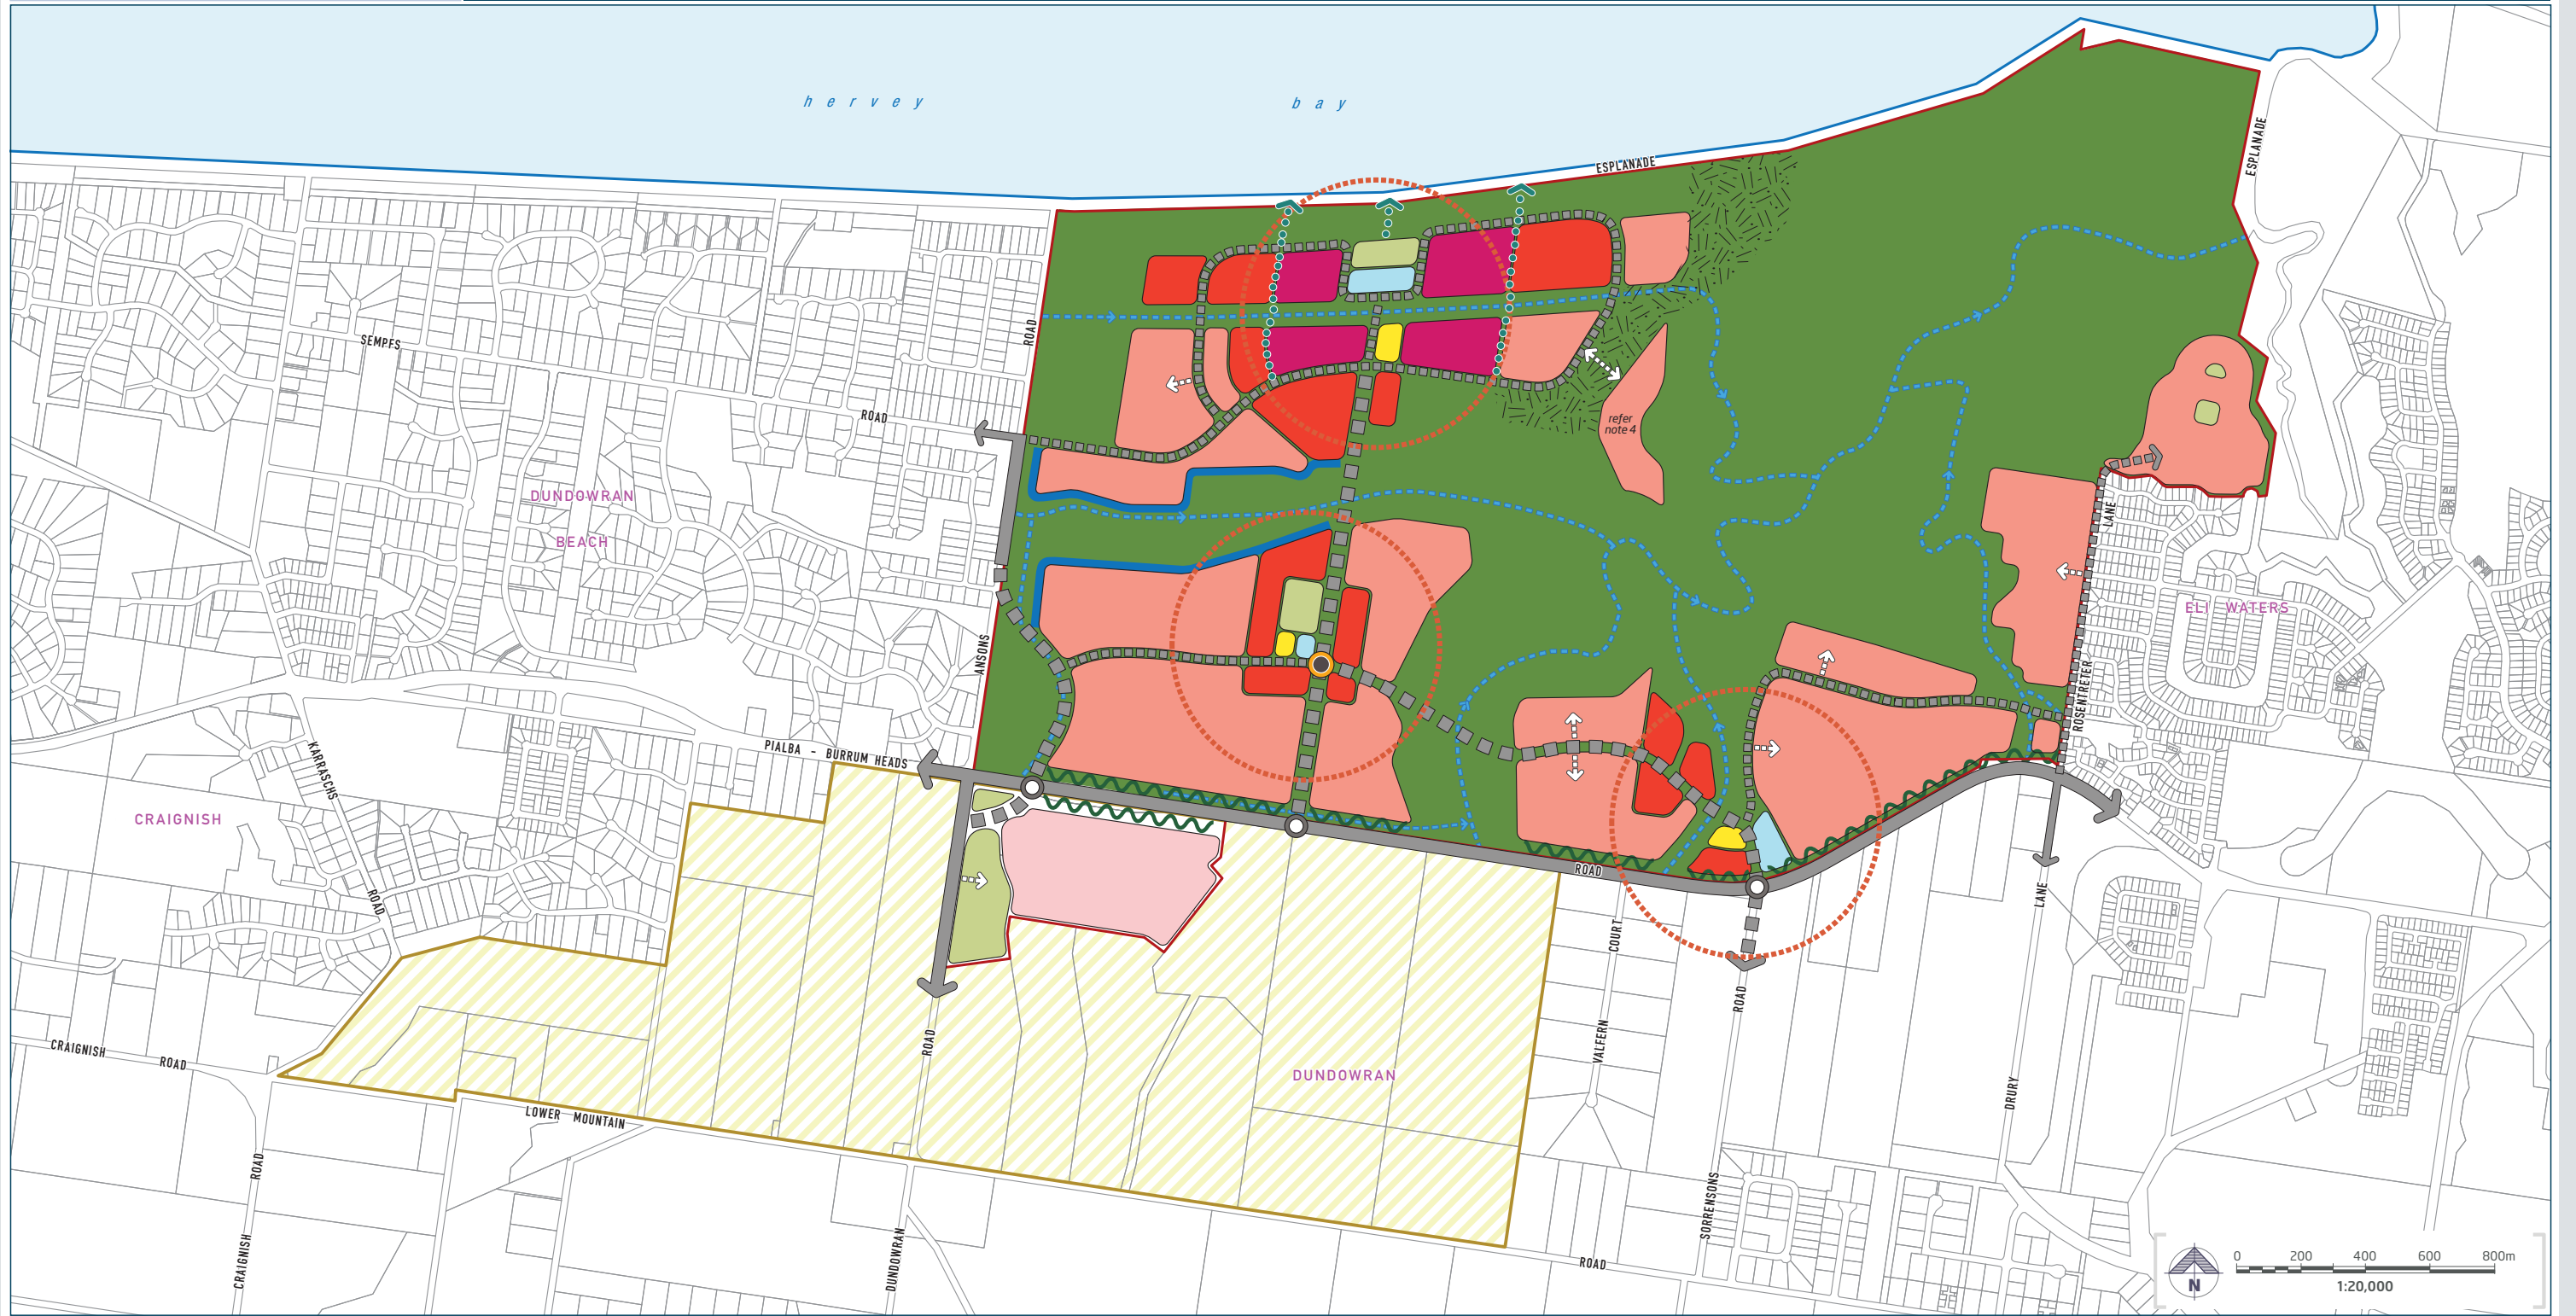 hervey bay
ESPLANADE
ESPLANADE
SEMPFS
ROAD
ROAD
refer
note 4
DUNDOWRAN
BEACH
LANE
ELI WATERS
ANSONS
ROSENTRETER
KARRASCHS
PIALBA - BURRUM HEADS
CRAIGNISH
ROAD
ROAD
COURT
LANE
ROAD
VALFERN
ROAD
CRAIGNISH
ROAD
DUNDOWRAN
DRURY
LOWER MOUNTAIN
ROAD
SORRENSONS
CRAIGNISH
DUNDOWRAN
ROAD
N
0 200 400 600 800m
1:20,000